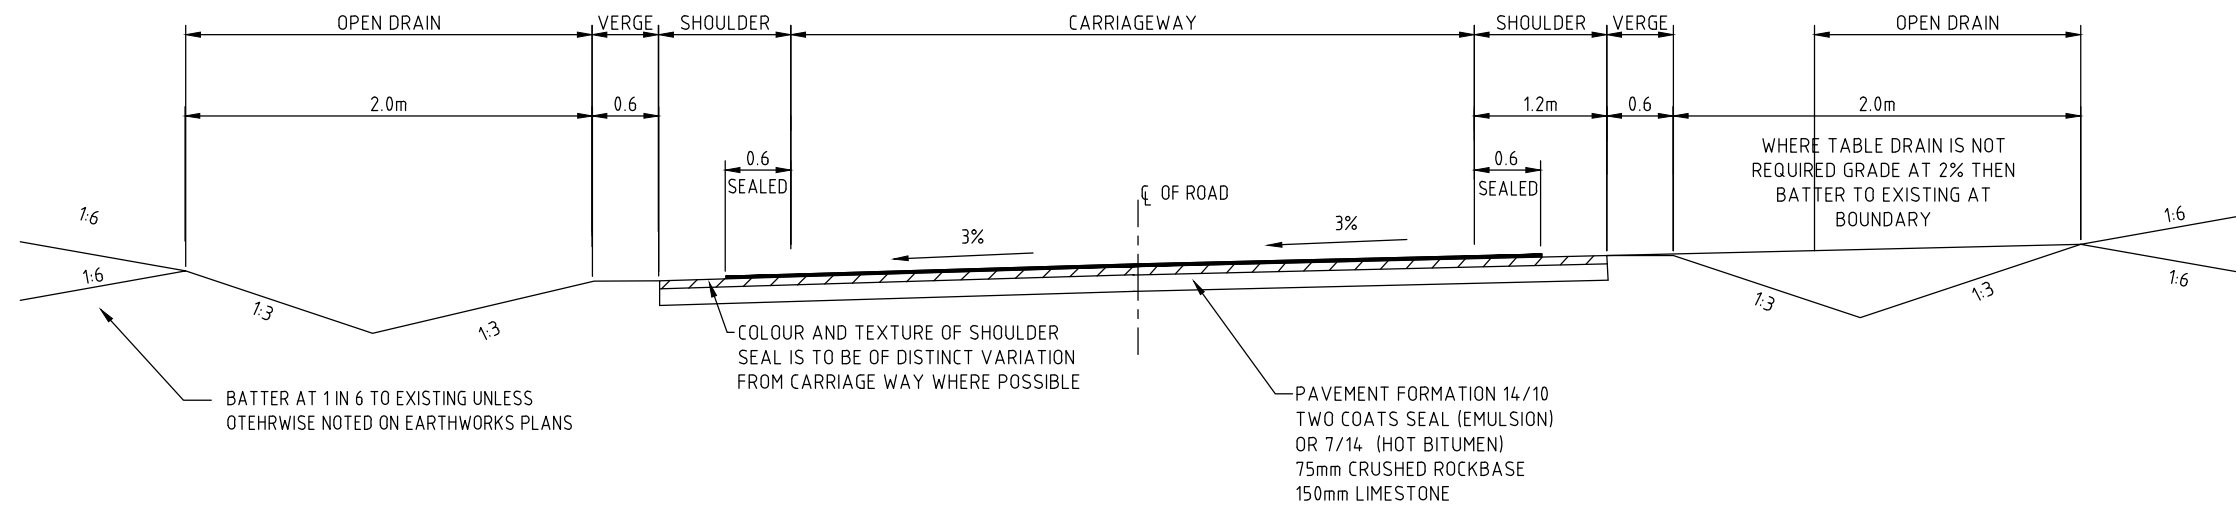 OPEN DRAIN
VERGE
SHOULDER
CARRIAGEWAY
SHOULDER
VERGE
OPEN DRAIN
2.0m
0.6
1.2m
0.6
2.0m
0.6
SEALED
0.6
SEALED
WHERE TABLE DRAIN IS NOT
REQUIRED GRADE AT 2% THEN
BATTER TO EXISTING AT
BOUNDARY
℄ OF ROAD
1:6
1:6
3%
3%
1:6
1:6
1:3
1:3
1:3
1:3
COLOUR AND TEXTURE OF SHOULDER
SEAL IS TO BE OF DISTINCT VARIATION
FROM CARRIAGE WAY WHERE POSSIBLE
BATTER AT 1 IN 6 TO EXISTING UNLESS
OTEHRWISE NOTED ON EARTHWORKS PLANS
PAVEMENT FORMATION 14/10
TWO COATS SEAL (EMULSION)
OR 7/14 (HOT BITUMEN)
75mm CRUSHED ROCKBASE
150mm LIMESTONE